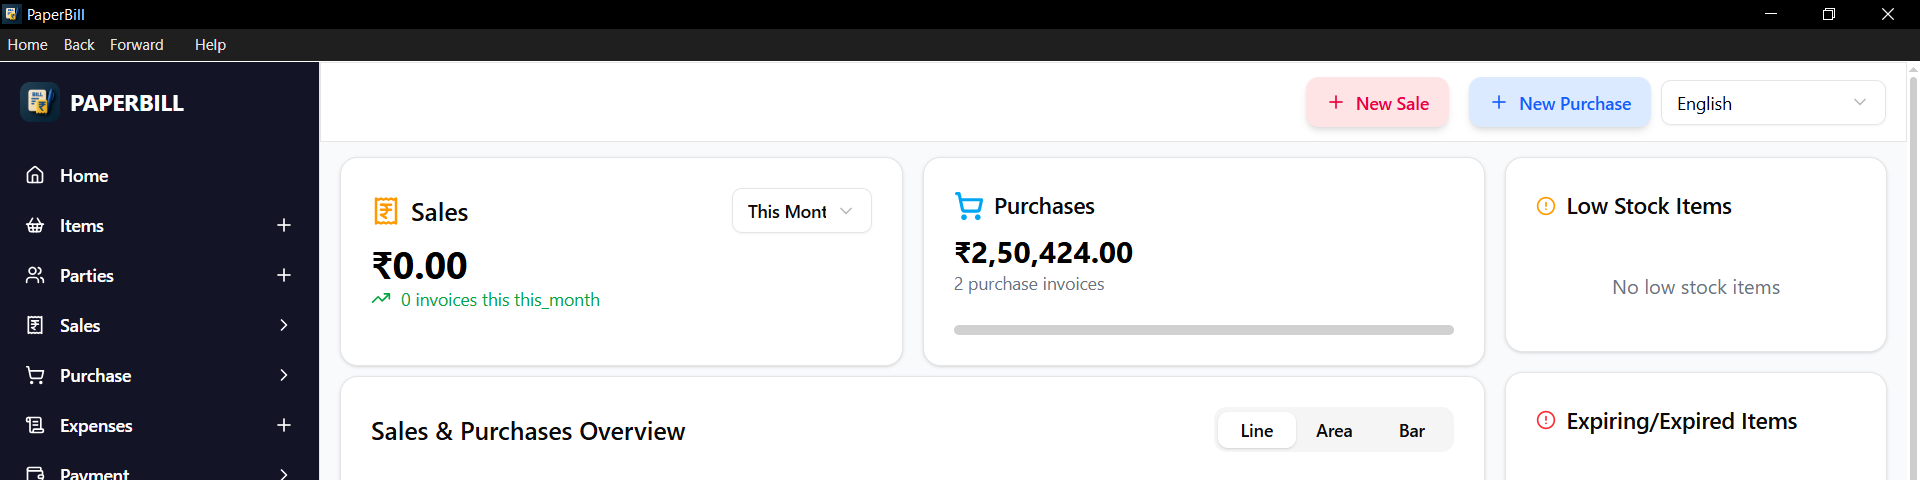 PaperBill
Home Back Forward Help
PAPERBILL
Home
Items
Parties
Sales
Purchase
Expenses
Payment
New Sale
New Purchase
English
Sales
This Mont
₹0.00
0 invoices this this_month
Purchases
₹2,50,424.00
2 purchase invoices
Low Stock Items
No low stock items
Sales & Purchases Overview
Line Area Bar
Expiring/Expired Items